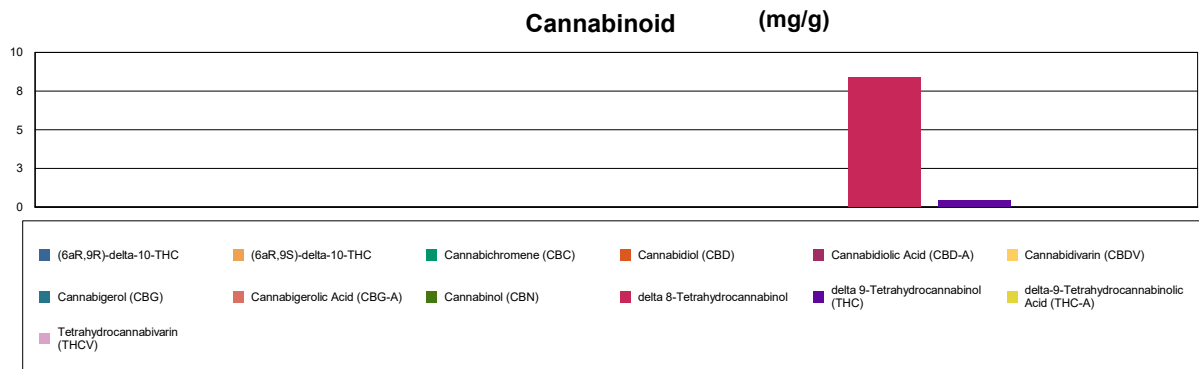 Cannabinoid (mg/g)
10
8
5
3
0
(6aR,9R)-delta-10-THC
(6aR,9S)-delta-10-THC
Cannabichromene (CBC)
Cannabidiol (CBD)
Cannabidiolic Acid (CBD-A)
Cannabidivarin (CBDV)
Cannabigerol (CBG)
Cannabigerolic Acid (CBG-A)
Cannabinol (CBN)
delta 8-Tetrahydrocannabinol
delta 9-Tetrahydrocannabinol
(THC)
delta-9-Tetrahydrocannabinolic
Acid (THC-A)
Tetrahydrocannabivarin
(THCV)